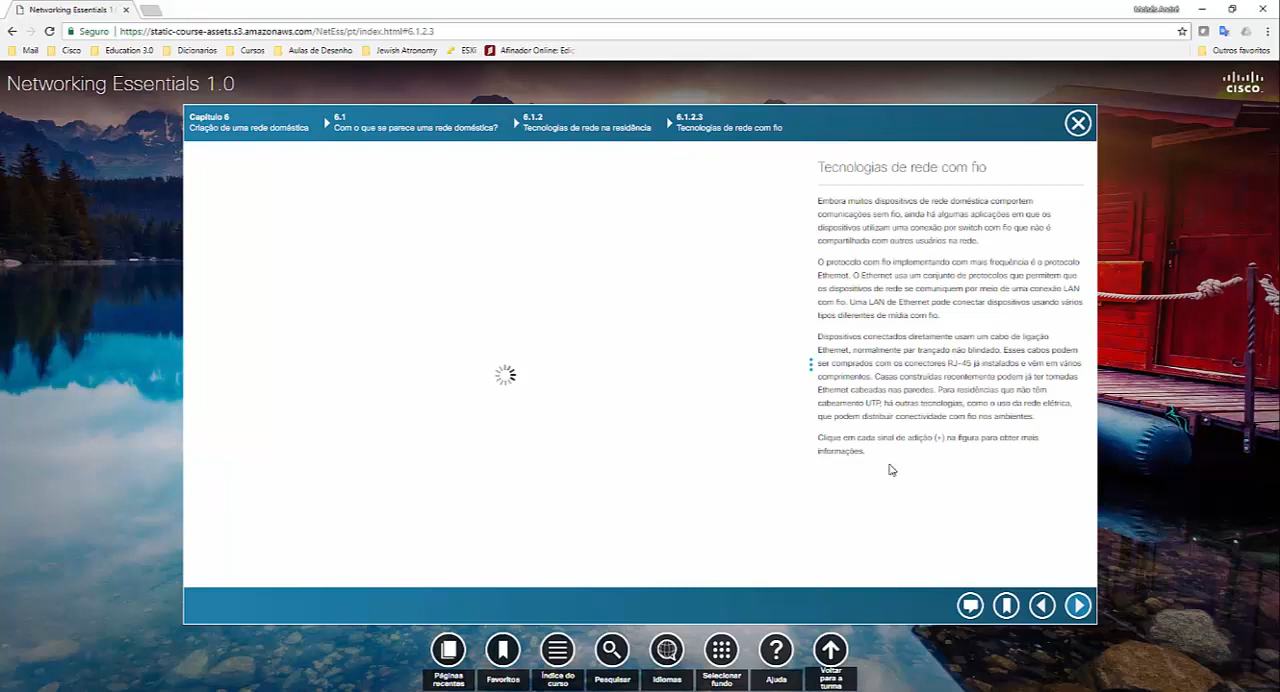 Networking Essentials 1.0
Moisés André
Seguro
https://static-course-assets.s3.amazonaws.com/NetEss/pt/index.html#6.1.2.3
Mail
Cisco
Education 3.0
Dicionarios
Cursos
Aulas de Desenho
Jewish Atronomy
ESXi
Afinador Online: Edic
Outros favoritos
Networking Essentials 1.0
CISCO
Capítulo 6
Criação de uma rede doméstica
6.1
Com o que se parece uma rede doméstica?
6.1.2
Tecnologias de rede na residência
6.1.2.3
Tecnologias de rede com fio
Tecnologias de rede com fio
Embora muitos dispositivos de rede doméstica comportem
comunicações sem fio, ainda há algumas aplicações em que os
dispositivos utilizam uma conexão por switch com fio que não é
compartilhada com outros usuários na rede.
O protocolo com fio implementando com mais frequência é o protocolo
Ethernet. O Ethernet usa um conjunto de protocolos que permitem que
os dispositivos de rede se comuniquem por meio de uma conexão LAN
com fio. Uma LAN de Ethernet pode conectar dispositivos usando vários
tipos diferentes de mídia com fio.
Dispositivos conectados diretamente usam um cabo de ligação
Ethernet, normalmente par trançado não blindado. Esses cabos podem
ser comprados com os conectores RJ-45 já instalados e vêm em vários
comprimentos. Casas construídas recentemente podem já ter tomadas
Ethernet cabeadas nas paredes. Para residências que não têm
cabeamento UTP, há outras tecnologias, como o uso da rede elétrica,
que podem distribuir conectividade com fio nos ambientes.
Clique em cada sinal de adição (+) na figura para obter mais
informações.
Páginas
recentes
Favoritos
Índice do
curso
Pesquisar
Idiomas
Selecionar
fundo
Ajuda
Voltar
para a
turma